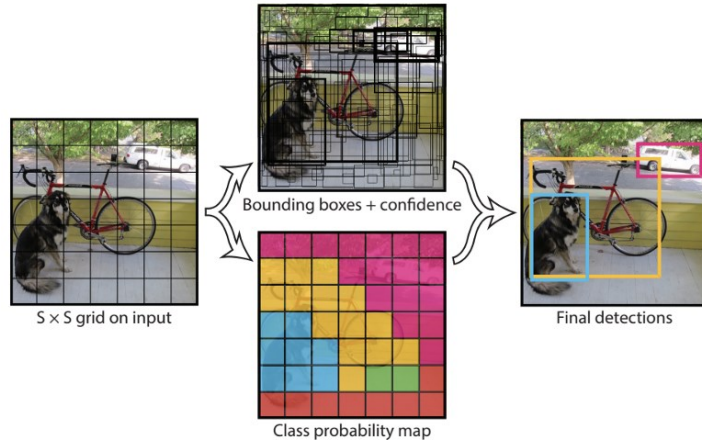 Bounding boxes + confidence
S × S grid on input
Final detections
Class probability map